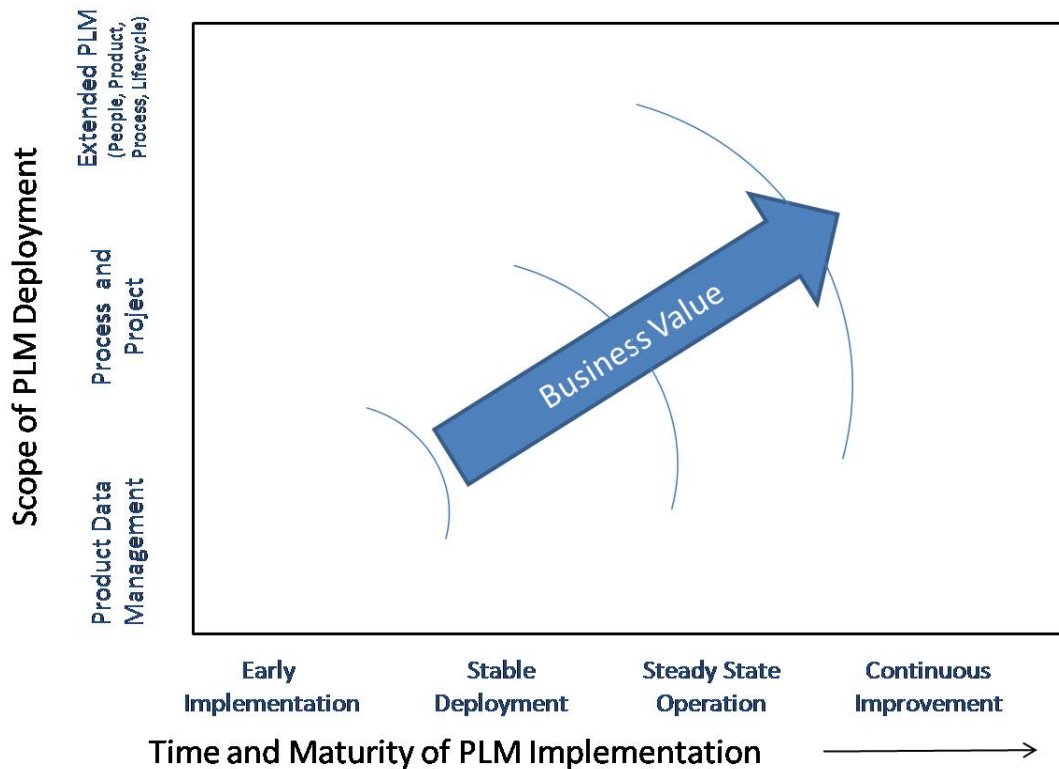 Scope of PLM Deployment
Extended PLM
(People, Product,
Process, Lifecycle)
Process and
Project
Product Data
Management
Business Value
Early
Implementation
Stable
Deployment
Steady State
Operation
Continuous
Improvement
Time and Maturity of PLM Implementation